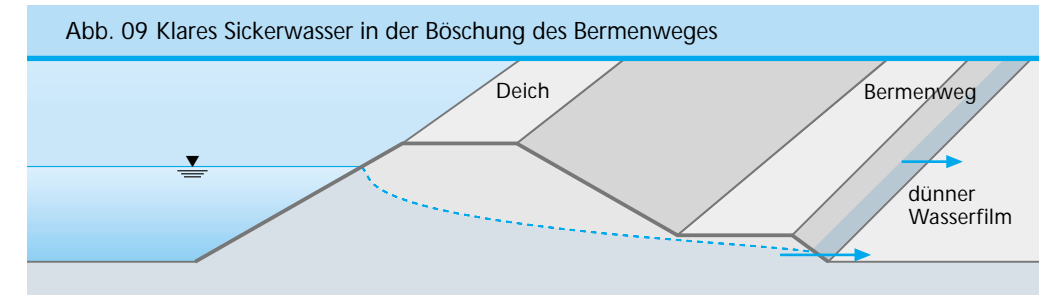 Abb. 09 Klares Sickerwasser in der Böschung des Bermenweges
Deich
Bermenweg
dünner
Wasserfilm